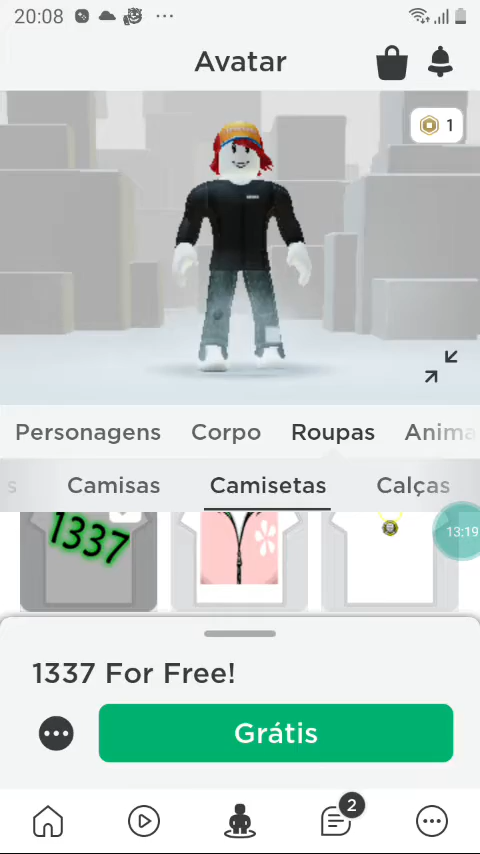 20:08
Avatar
1
Personagens Corpo Roupas Anima
s Camisas Camisetas Calças
1337
13:19
1337 For Free!
Grátis
2